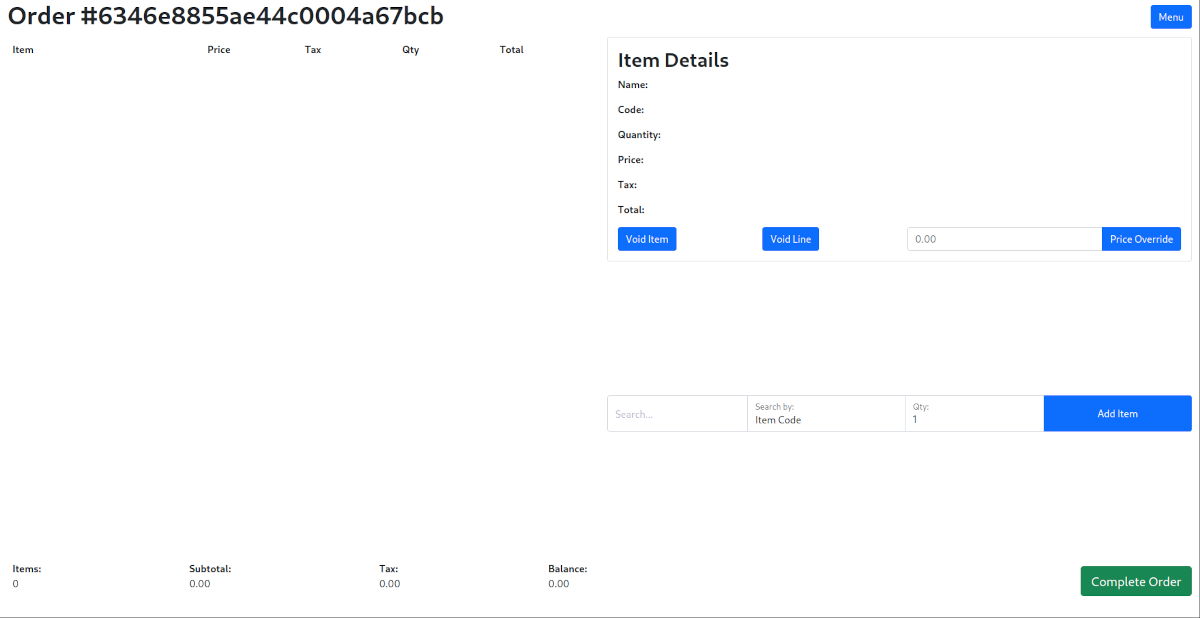 Order #6346e8855ae44c0004a67bcb
Menu
Item Price Tax Qty Total
Item Details
Name:
Code:
Quantity:
Price:
Tax:
Total:
Void Item Void Line 0.00 Price Override
Search... Search by: Item Code Qty: 1 Add Item
Items: Subtotal: Tax: Balance:
0 0.00 0.00 0.00
Complete Order